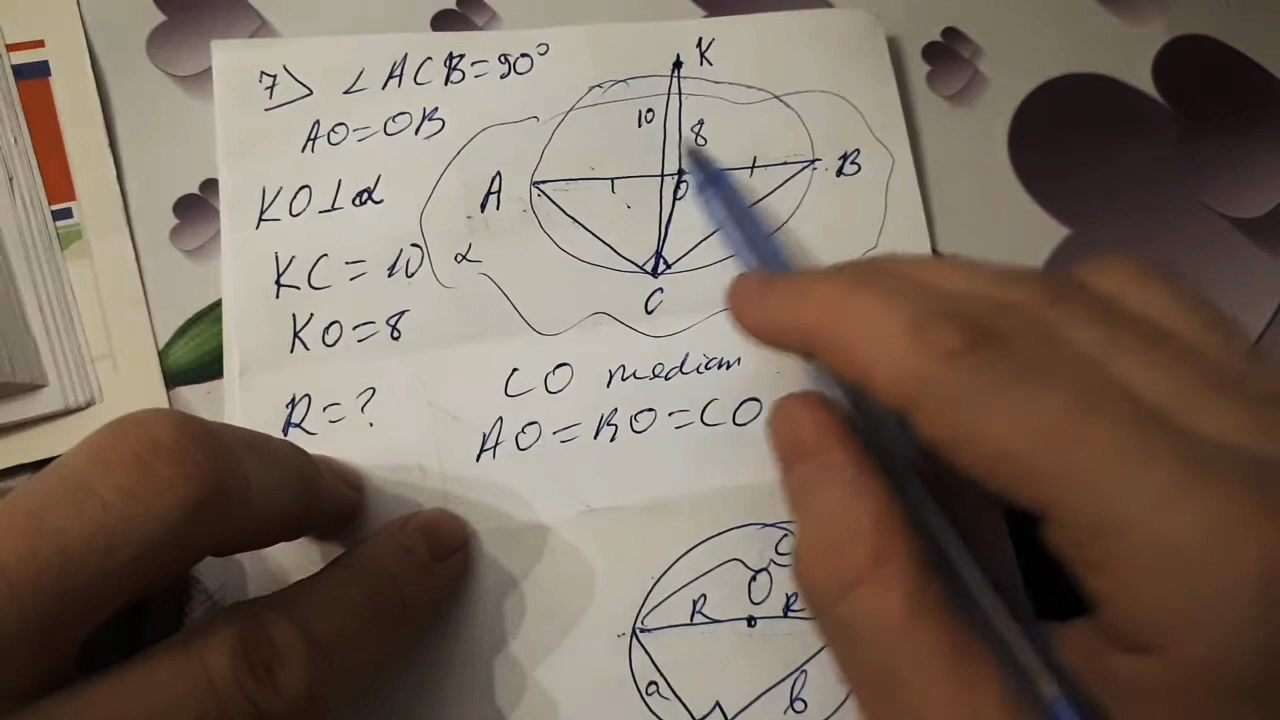 7) ∠ACB=90°
AO=OB
KO⊥α
KC=10
KO=8
R=?
K
10
8
A
B
O
α
C
CO median
AO=BO=CO
C
O
R
R
a
b